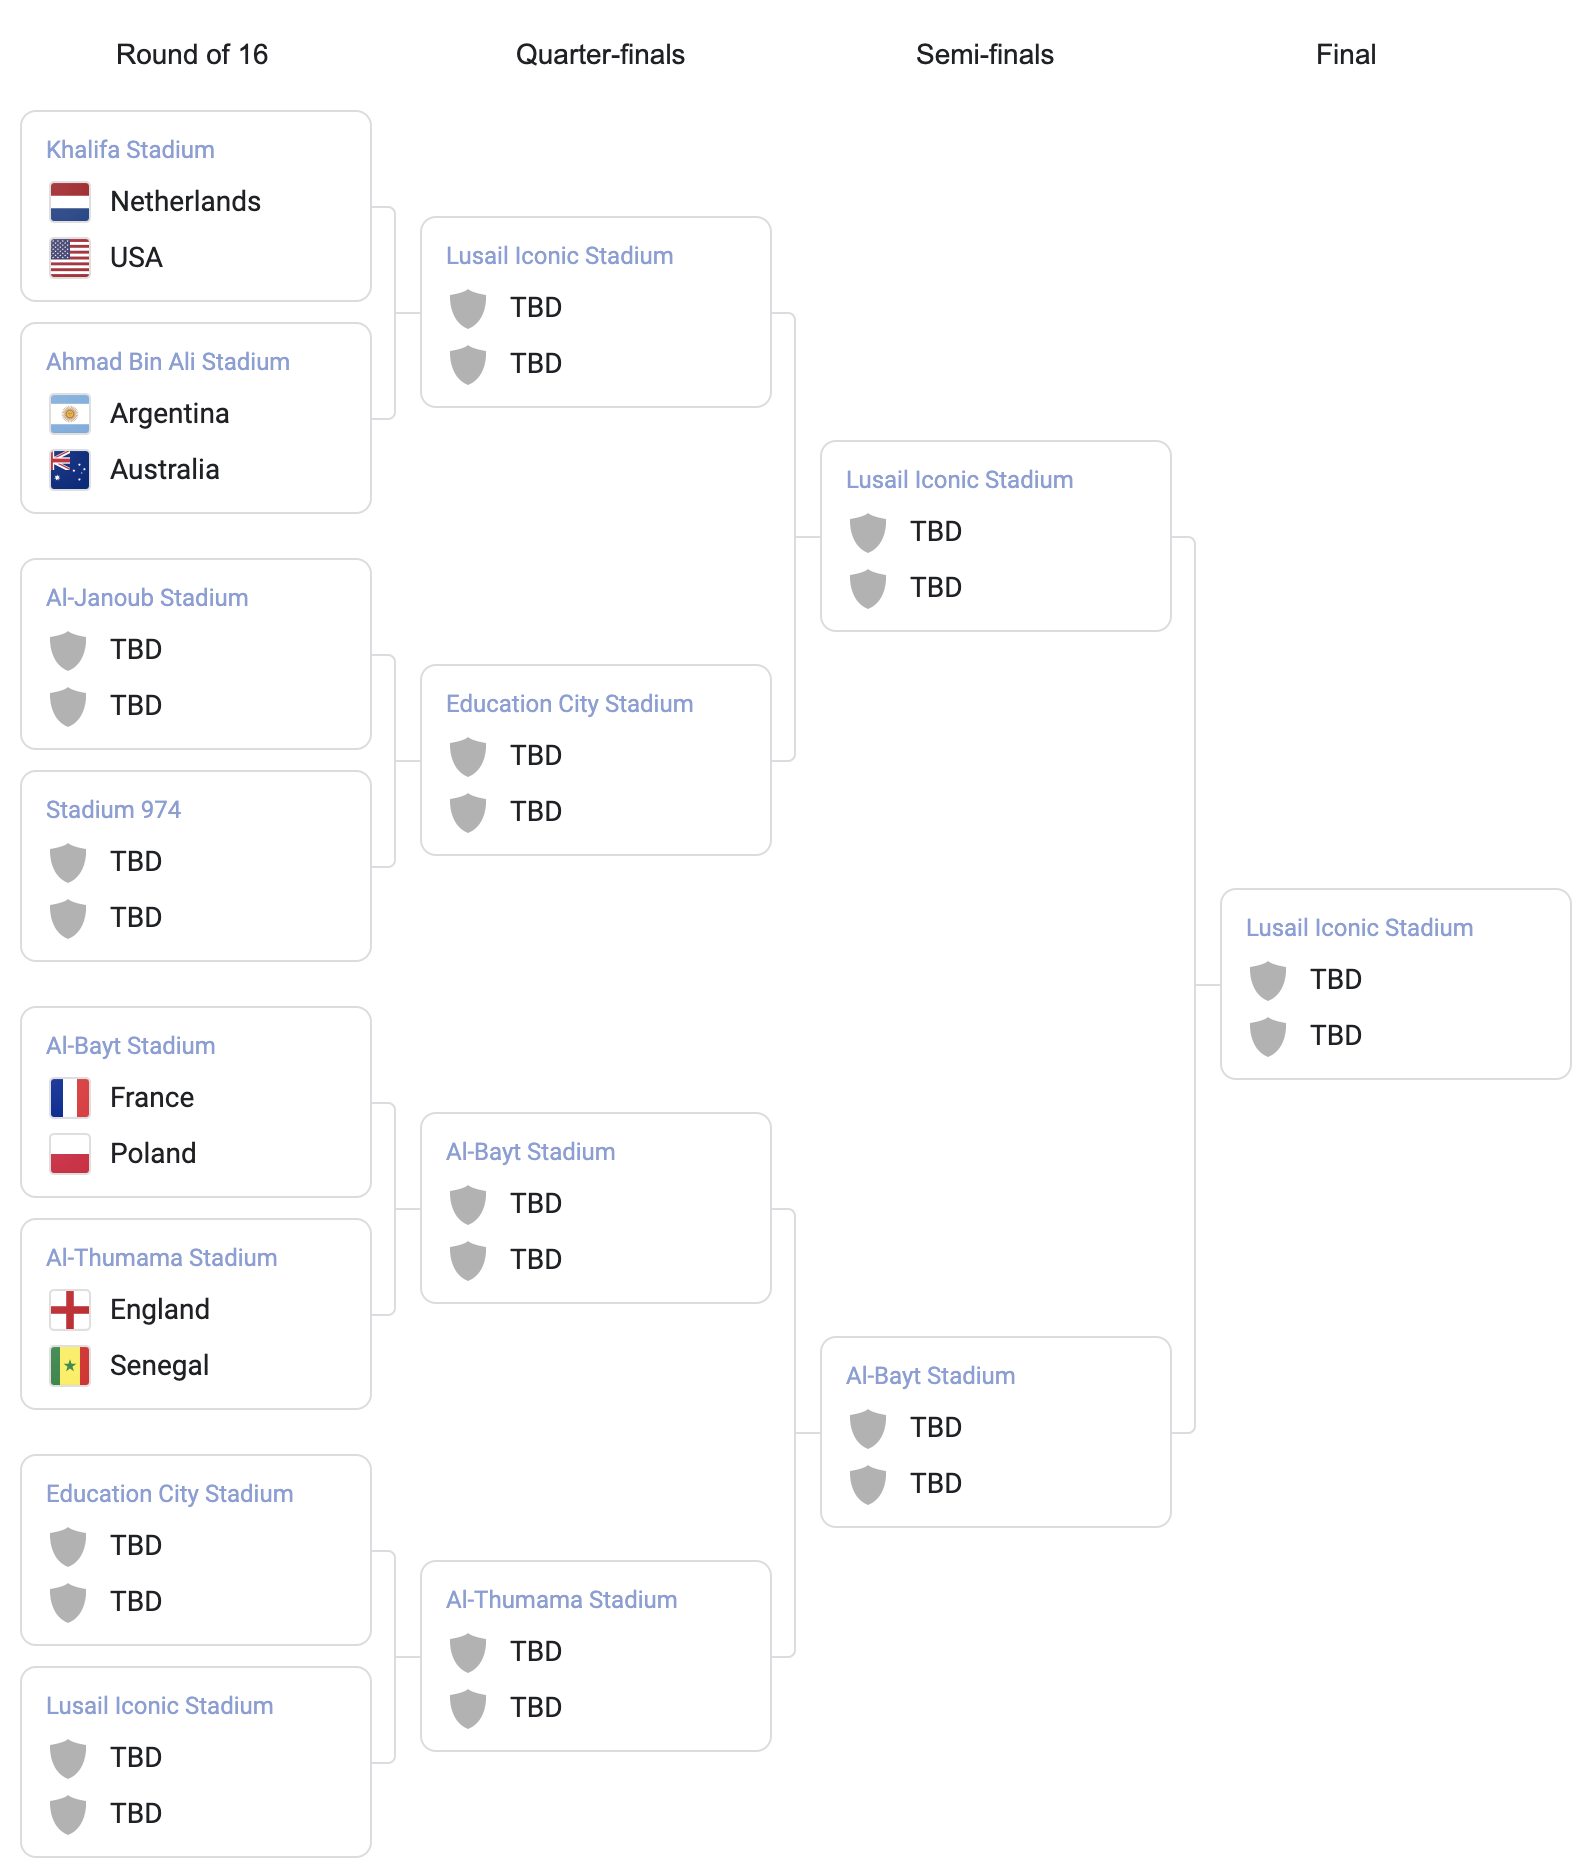 Round of 16
Quarter-finals
Semi-finals
Final
Khalifa Stadium
Netherlands
USA
Ahmad Bin Ali Stadium
Argentina
Australia
Al-Janoub Stadium
TBD
TBD
Stadium 974
TBD
TBD
Al-Bayt Stadium
France
Poland
Al-Thumama Stadium
England
Senegal
Education City Stadium
TBD
TBD
Lusail Iconic Stadium
TBD
TBD
Lusail Iconic Stadium
TBD
TBD
Education City Stadium
TBD
TBD
Al-Bayt Stadium
TBD
TBD
Al-Thumama Stadium
TBD
TBD
Lusail Iconic Stadium
TBD
TBD
Al-Bayt Stadium
TBD
TBD
Lusail Iconic Stadium
TBD
TBD